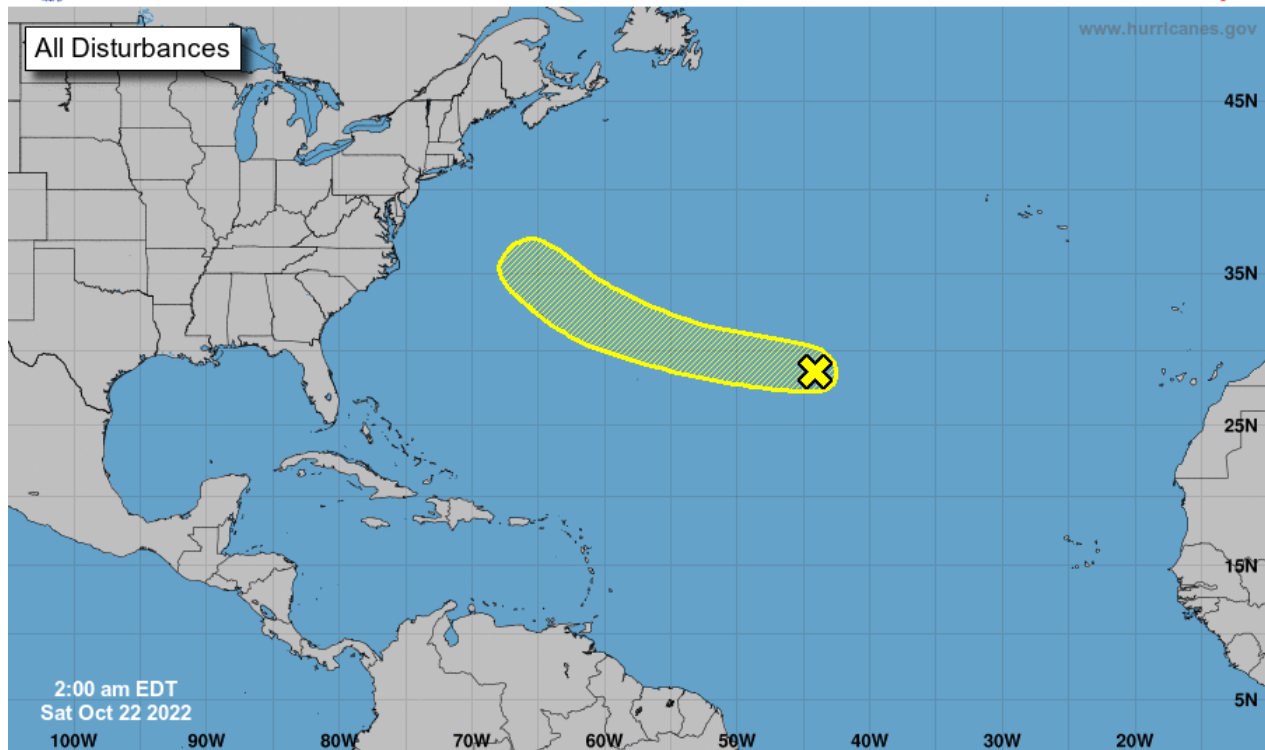 All Disturbances
www.hurricanes.gov
45N
35N
25N
15N
5N
2:00 am EDT
Sat Oct 22 2022
100W 90W 80W 70W 60W 50W 40W 30W 20W